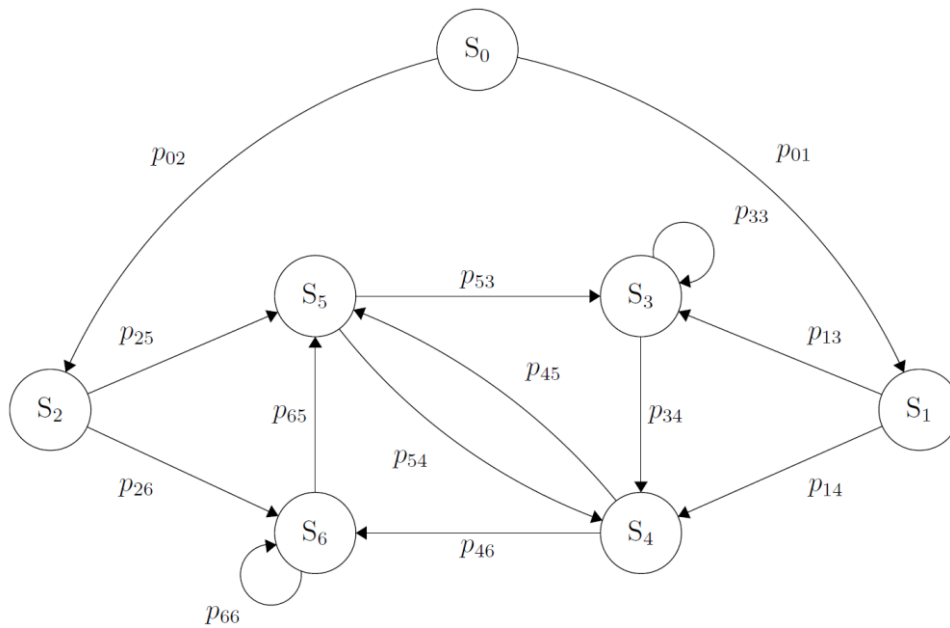 S₀
p₀₂
p₀₁
p₃₃
S₅
p₅₃
S₃
p₂₅
p₁₃
p₄₅
S₂
p₆₅
p₃₄
S₁
p₅₄
p₂₆
p₁₄
S₆
p₄₆
S₄
p₆₆